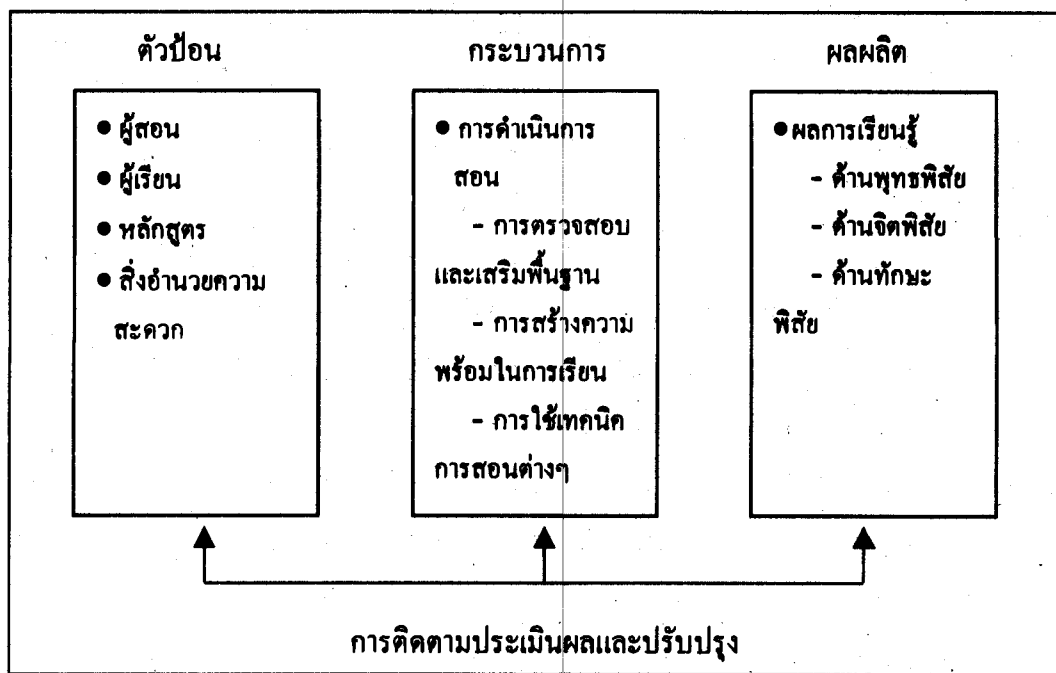 ตัวป้อน
● ผู้สอน
● ผู้เรียน
● หลักสูตร
● สิ่งอำนวยความ
สะดวก
กระบวนการ
● การดำเนินการ
สอน
- การตรวจสอบ
และเสริมพื้นฐาน
- การสร้างความ
พร้อมในการเรียน
- การใช้เทคนิค
การสอนต่างๆ
ผลผลิต
●ผลการเรียนรู้
- ด้านพุทธพิสัย
- ด้านจิตพิสัย
- ด้านทักษะ
พิสัย
การติดตามประเมินผลและปรับปรุง